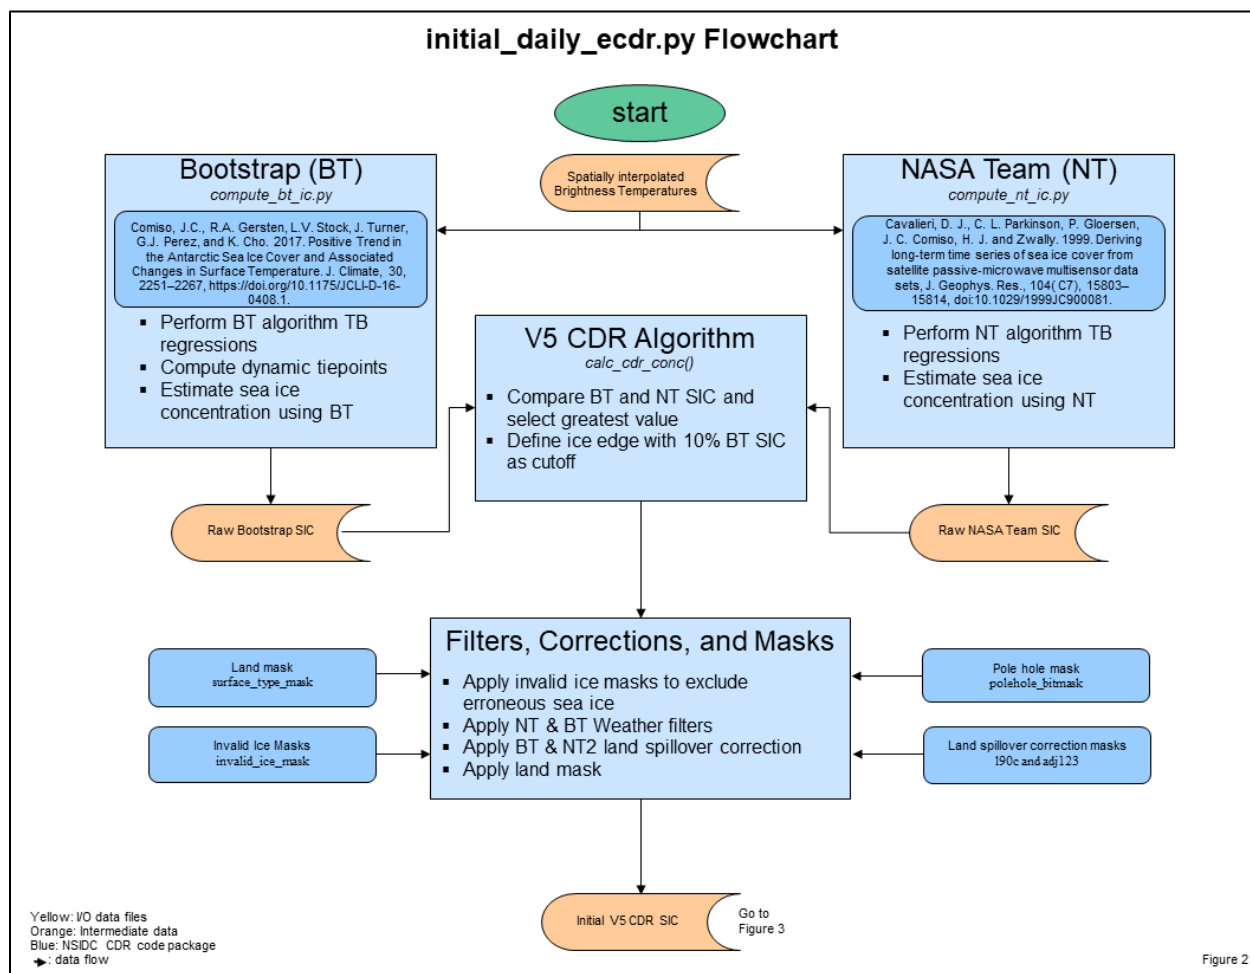 initial_daily_ecdr.py Flowchart
start
Bootstrap (BT)
compute_bt_ic.py
Comiso, J.C., R.A. Gersten, L.V. Stock, J. Turner,
G.J. Perez, and K. Cho. 2017. Positive Trend in
the Antarctic Sea Ice Cover and Associated
Changes in Surface Temperature. J. Climate, 30,
2251–2267, https://doi.org/10.1175/JCLI-D-16-
0408.1.
▪ Perform BT algorithm TB
regressions
▪ Compute dynamic tiepoints
▪ Estimate sea ice
concentration using BT
Spatially interpolated
Brightness Temperatures
NASA Team (NT)
compute_nt_ic.py
Cavalieri, D. J., C. L. Parkinson, P. Gloersen,
J. C. Comiso, H. J. and Zwally. 1999. Deriving
long-term time series of sea ice cover from
satellite passive-microwave multisensor data
sets, J. Geophys. Res., 104( C7), 15803–
15814, doi:10.1029/1999JC900081.
▪ Perform NT algorithm TB
regressions
▪ Estimate sea ice
concentration using NT
V5 CDR Algorithm
calc_cdr_conc()
▪ Compare BT and NT SIC and
select greatest value
▪ Define ice edge with 10% BT SIC
as cutoff
Raw Bootstrap SIC
Raw NASA Team SIC
Filters, Corrections, and Masks
▪ Apply invalid ice masks to exclude
erroneous sea ice
▪ Apply NT & BT Weather filters
▪ Apply BT & NT2 land spillover correction
▪ Apply land mask
Land mask
surface_type_mask
Invalid Ice Masks
invalid_ice_mask
Pole hole mask
polehole_bitmask
Land spillover correction masks
l90c and adj123
Initial V5 CDR SIC
Go to
Figure 3
Yellow: I/O data files
Orange: Intermediate data
Blue: NSIDC CDR code package
: data flow
Figure 2